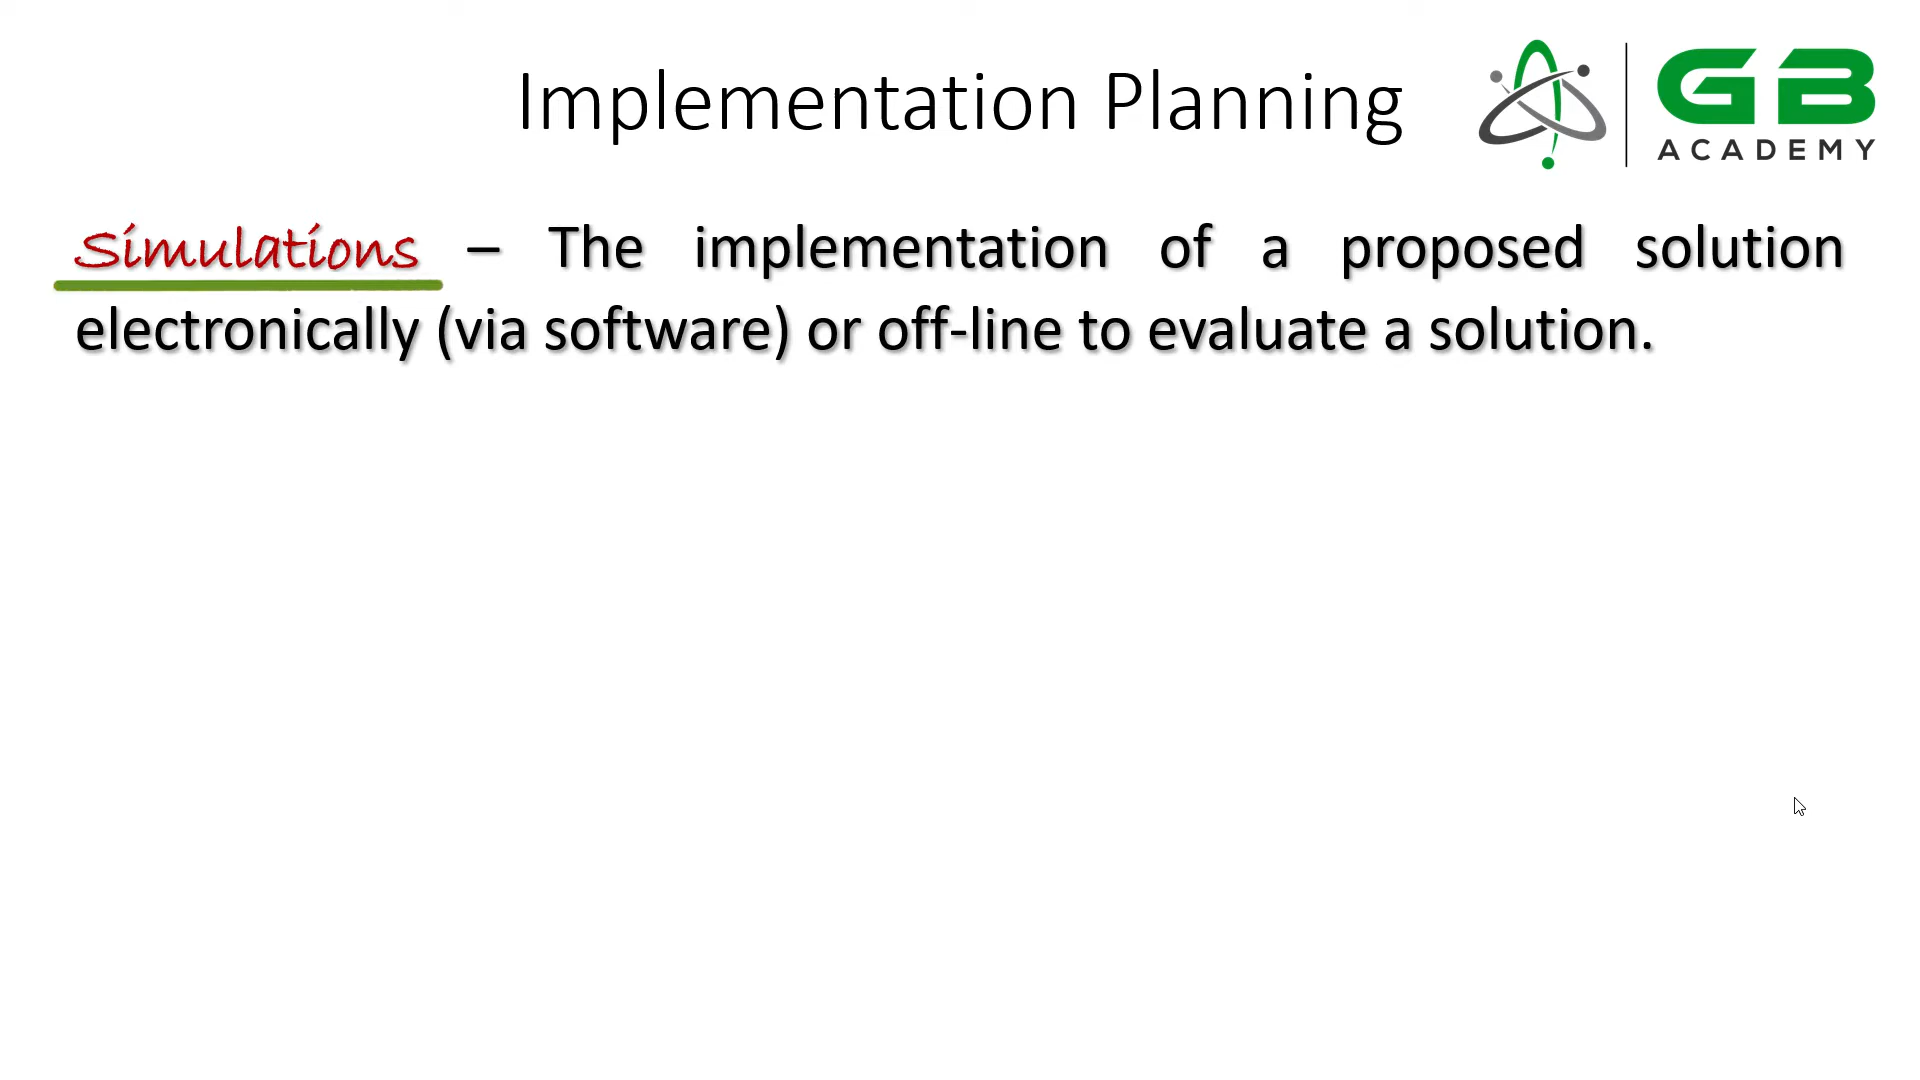 Implementation Planning
GB
ACADEMY
Simulations – The implementation of a proposed solution
electronically (via software) or off-line to evaluate a solution.